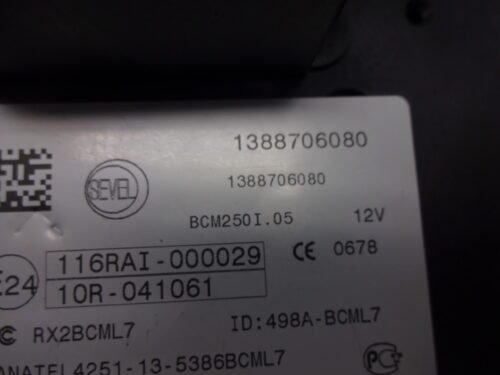 1388706080
SEVEL
1388706080
BCM250I.05 12V
E24 116RAI-000029 CE 0678
10R-041061
RX2BCML7 ID:498A-BCML7
ANATEL4251-13-5386BCML7